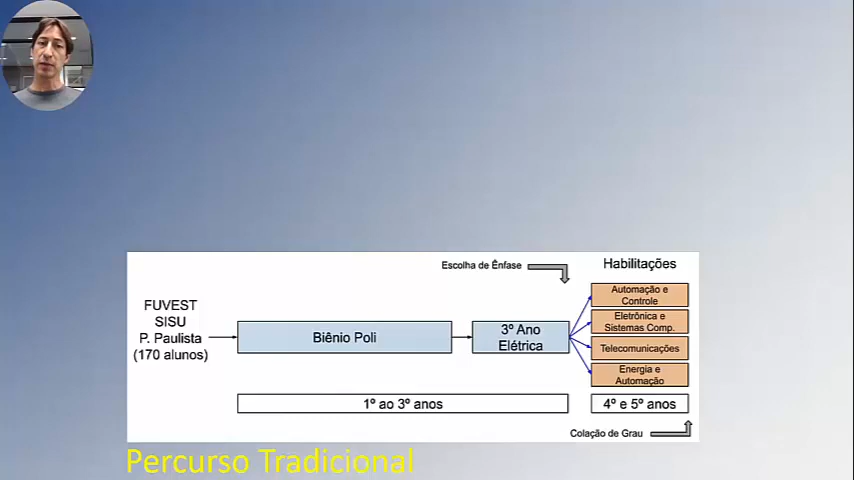 Escolha de Ênfase
Habilitações
FUVEST
SISU
P. Paulista
(170 alunos)
Biênio Poli
3º Ano
Elétrica
Automação e
Controle
Eletrônica e
Sistemas Comp.
Telecomunicações
Energia e
Automação
1º ao 3º anos
4º e 5º anos
Colação de Grau
Percurso Tradicional